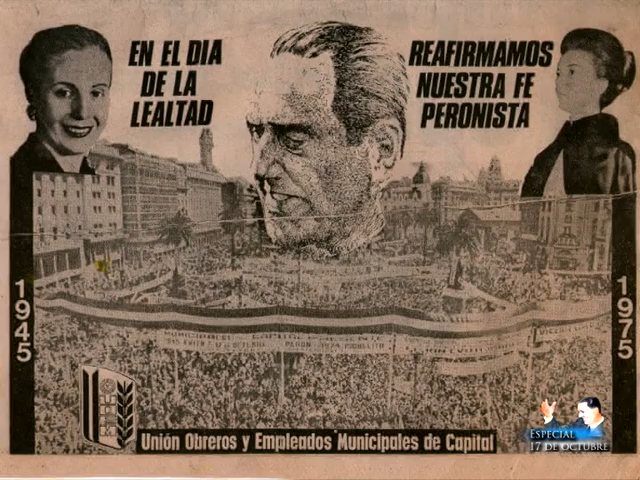 EN EL DIA
DE LA
LEALTAD
REAFIRMAMOS
NUESTRA FE
PERONISTA
1945
1975
Unión Obreros y Empleados Municipales de Capital
ESPECIAL
17 DE OCTUBRE